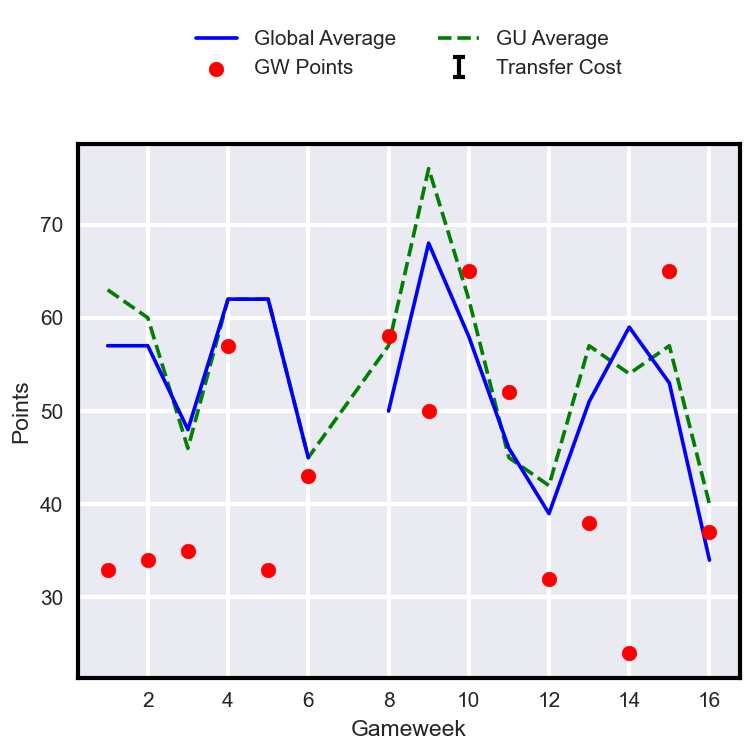 Global Average GU Average
GW Points Transfer Cost
70
60
50
40
30
Points
2 4 6 8 10 12 14 16
Gameweek